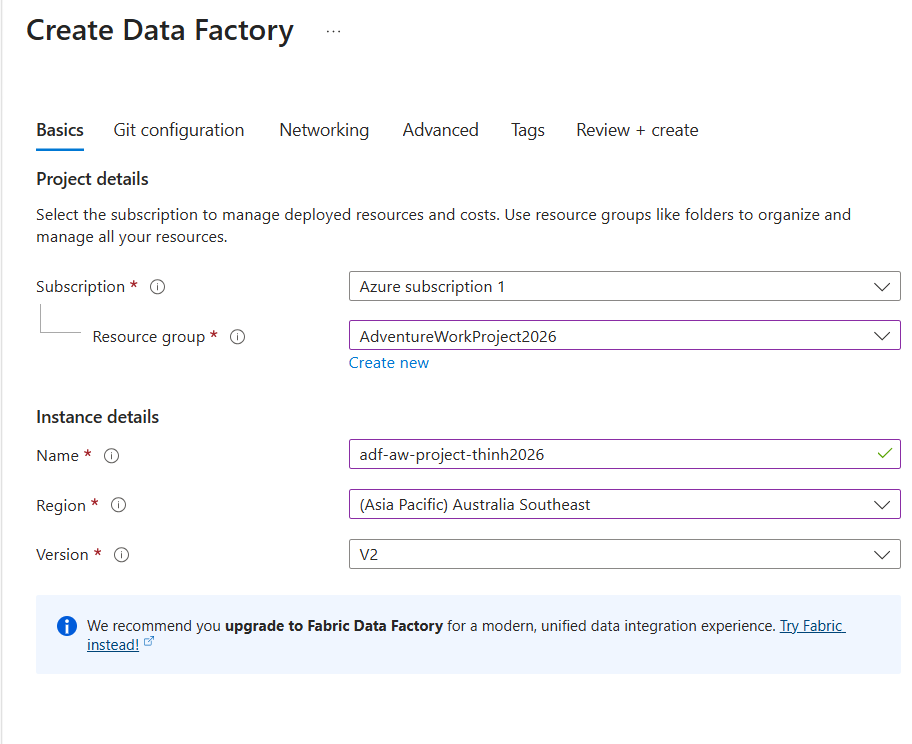 Create Data Factory ...
Basics Git configuration Networking Advanced Tags Review + create
Project details
Select the subscription to manage deployed resources and costs. Use resource groups like folders to organize and
manage all your resources.
Subscription * Azure subscription 1
Resource group * AdventureWorkProject2026
Create new
Instance details
Name * adf-aw-project-thinh2026
Region * (Asia Pacific) Australia Southeast
Version * V2
We recommend you upgrade to Fabric Data Factory for a modern, unified data integration experience. Try Fabric
instead!